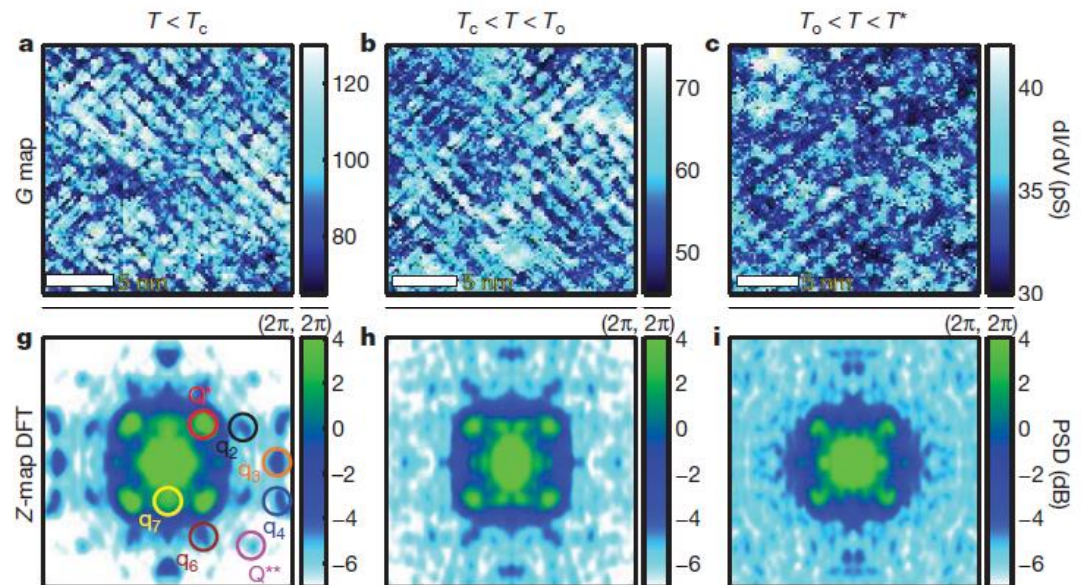 T < Tc
Tc < T < To
To < T < T*
a
b
c
G map
120
100
80
70
60
50
40
35
30
dI/dV (pS)
5 nm
5 nm
5 nm
(2π, 2π)
(2π, 2π)
(2π, 2π)
g
h
i
Z-map DFT
Q*
q2
q3
q4
q7
q6
Q**
4
2
0
−2
−4
−6
4
2
0
−2
−4
−6
4
2
0
−2
−4
−6
PSD (dB)